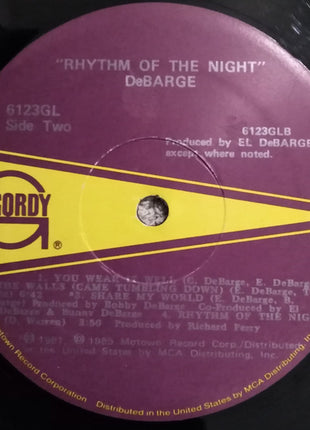 "RHYTHM OF THE NIGHT"
DeBARGE
6123GL
Side Two
6123GLB
Produced by EL DeBARGE
except where noted.
GORDY
®
1. YOU WEAR IT WELL (C. DeBarge, E. DeBarge
THE WALLS (CAME TUMBLING DOWN) (E. DeBarge,
6:42 3. SHARE MY WORLD (E. DeBarge, B.
Produced by Bobby DeBarge Co-Produced by El
DeBarge & Bunny DeBarge 4. RHYTHM OF THE NIGHT
(D. Warren) 3:50 Produced by Richard Perry
1985 Motown Record Corp.
the United States by MCA Distributing, Inc.
Motown Record Corporation
Distributed in the United States by MCA Distributing